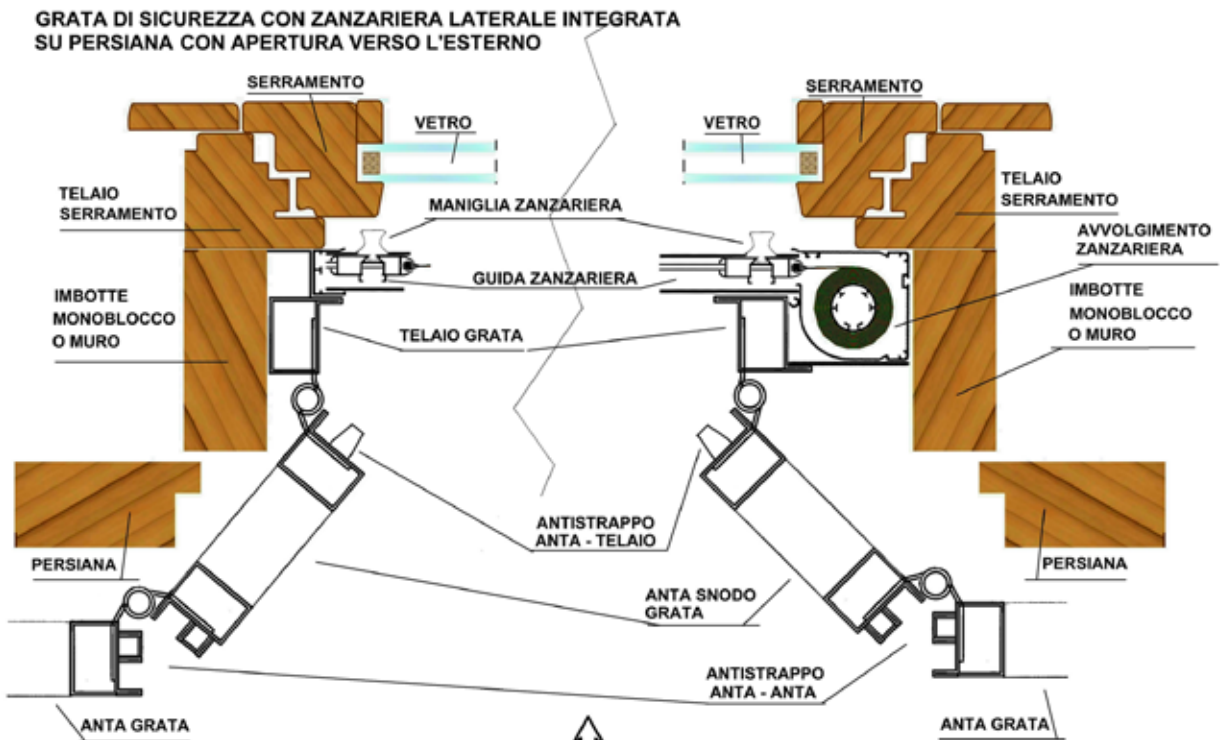 GRATA DI SICUREZZA CON ZANZARIERA LATERALE INTEGRATA
SU PERSIANA CON APERTURA VERSO L'ESTERNO
SERRAMENTO
SERRAMENTO
VETRO
VETRO
TELAIO
SERRAMENTO
MANIGLIA ZANZARIERA
TELAIO
SERRAMENTO
AVVOLGIMENTO
ZANZARIERA
GUIDA ZANZARIERA
IMBOTTE
MONOBLOCCO
O MURO
IMBOTTE
MONOBLOCCO
O MURO
TELAIO GRATA
ANTISTRAPPO
ANTA - TELAIO
PERSIANA
PERSIANA
ANTA SNODO
GRATA
ANTISTRAPPO
ANTA - ANTA
ANTA GRATA
ANTA GRATA